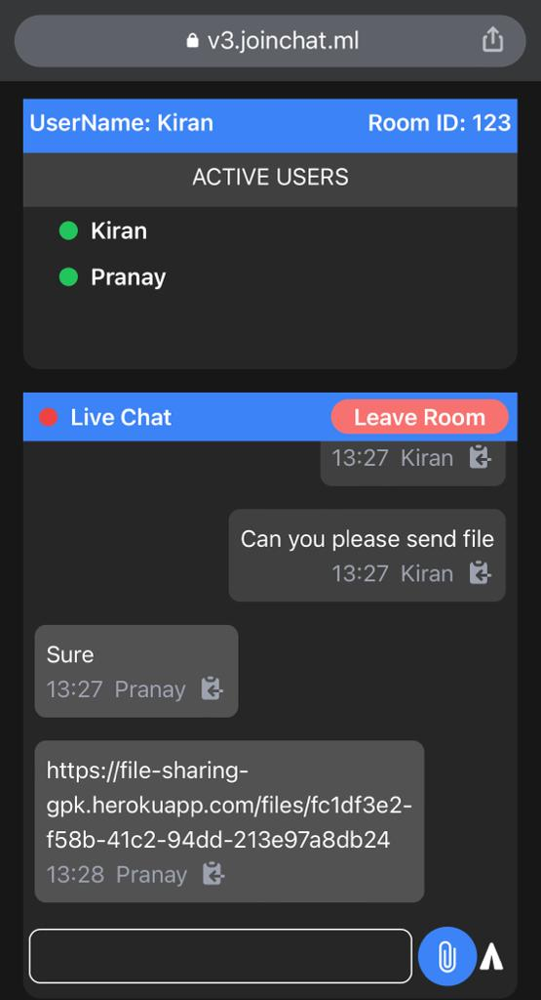 v3.joinchat.ml
UserName: Kiran Room ID: 123
ACTIVE USERS
Kiran
Pranay
Live Chat Leave Room
13:27 Kiran
Can you please send file
13:27 Kiran
Sure
13:27 Pranay
https://file-sharing-
gpk.herokuapp.com/files/fc1df3e2-
f58b-41c2-94dd-213e97a8db24
13:28 Pranay